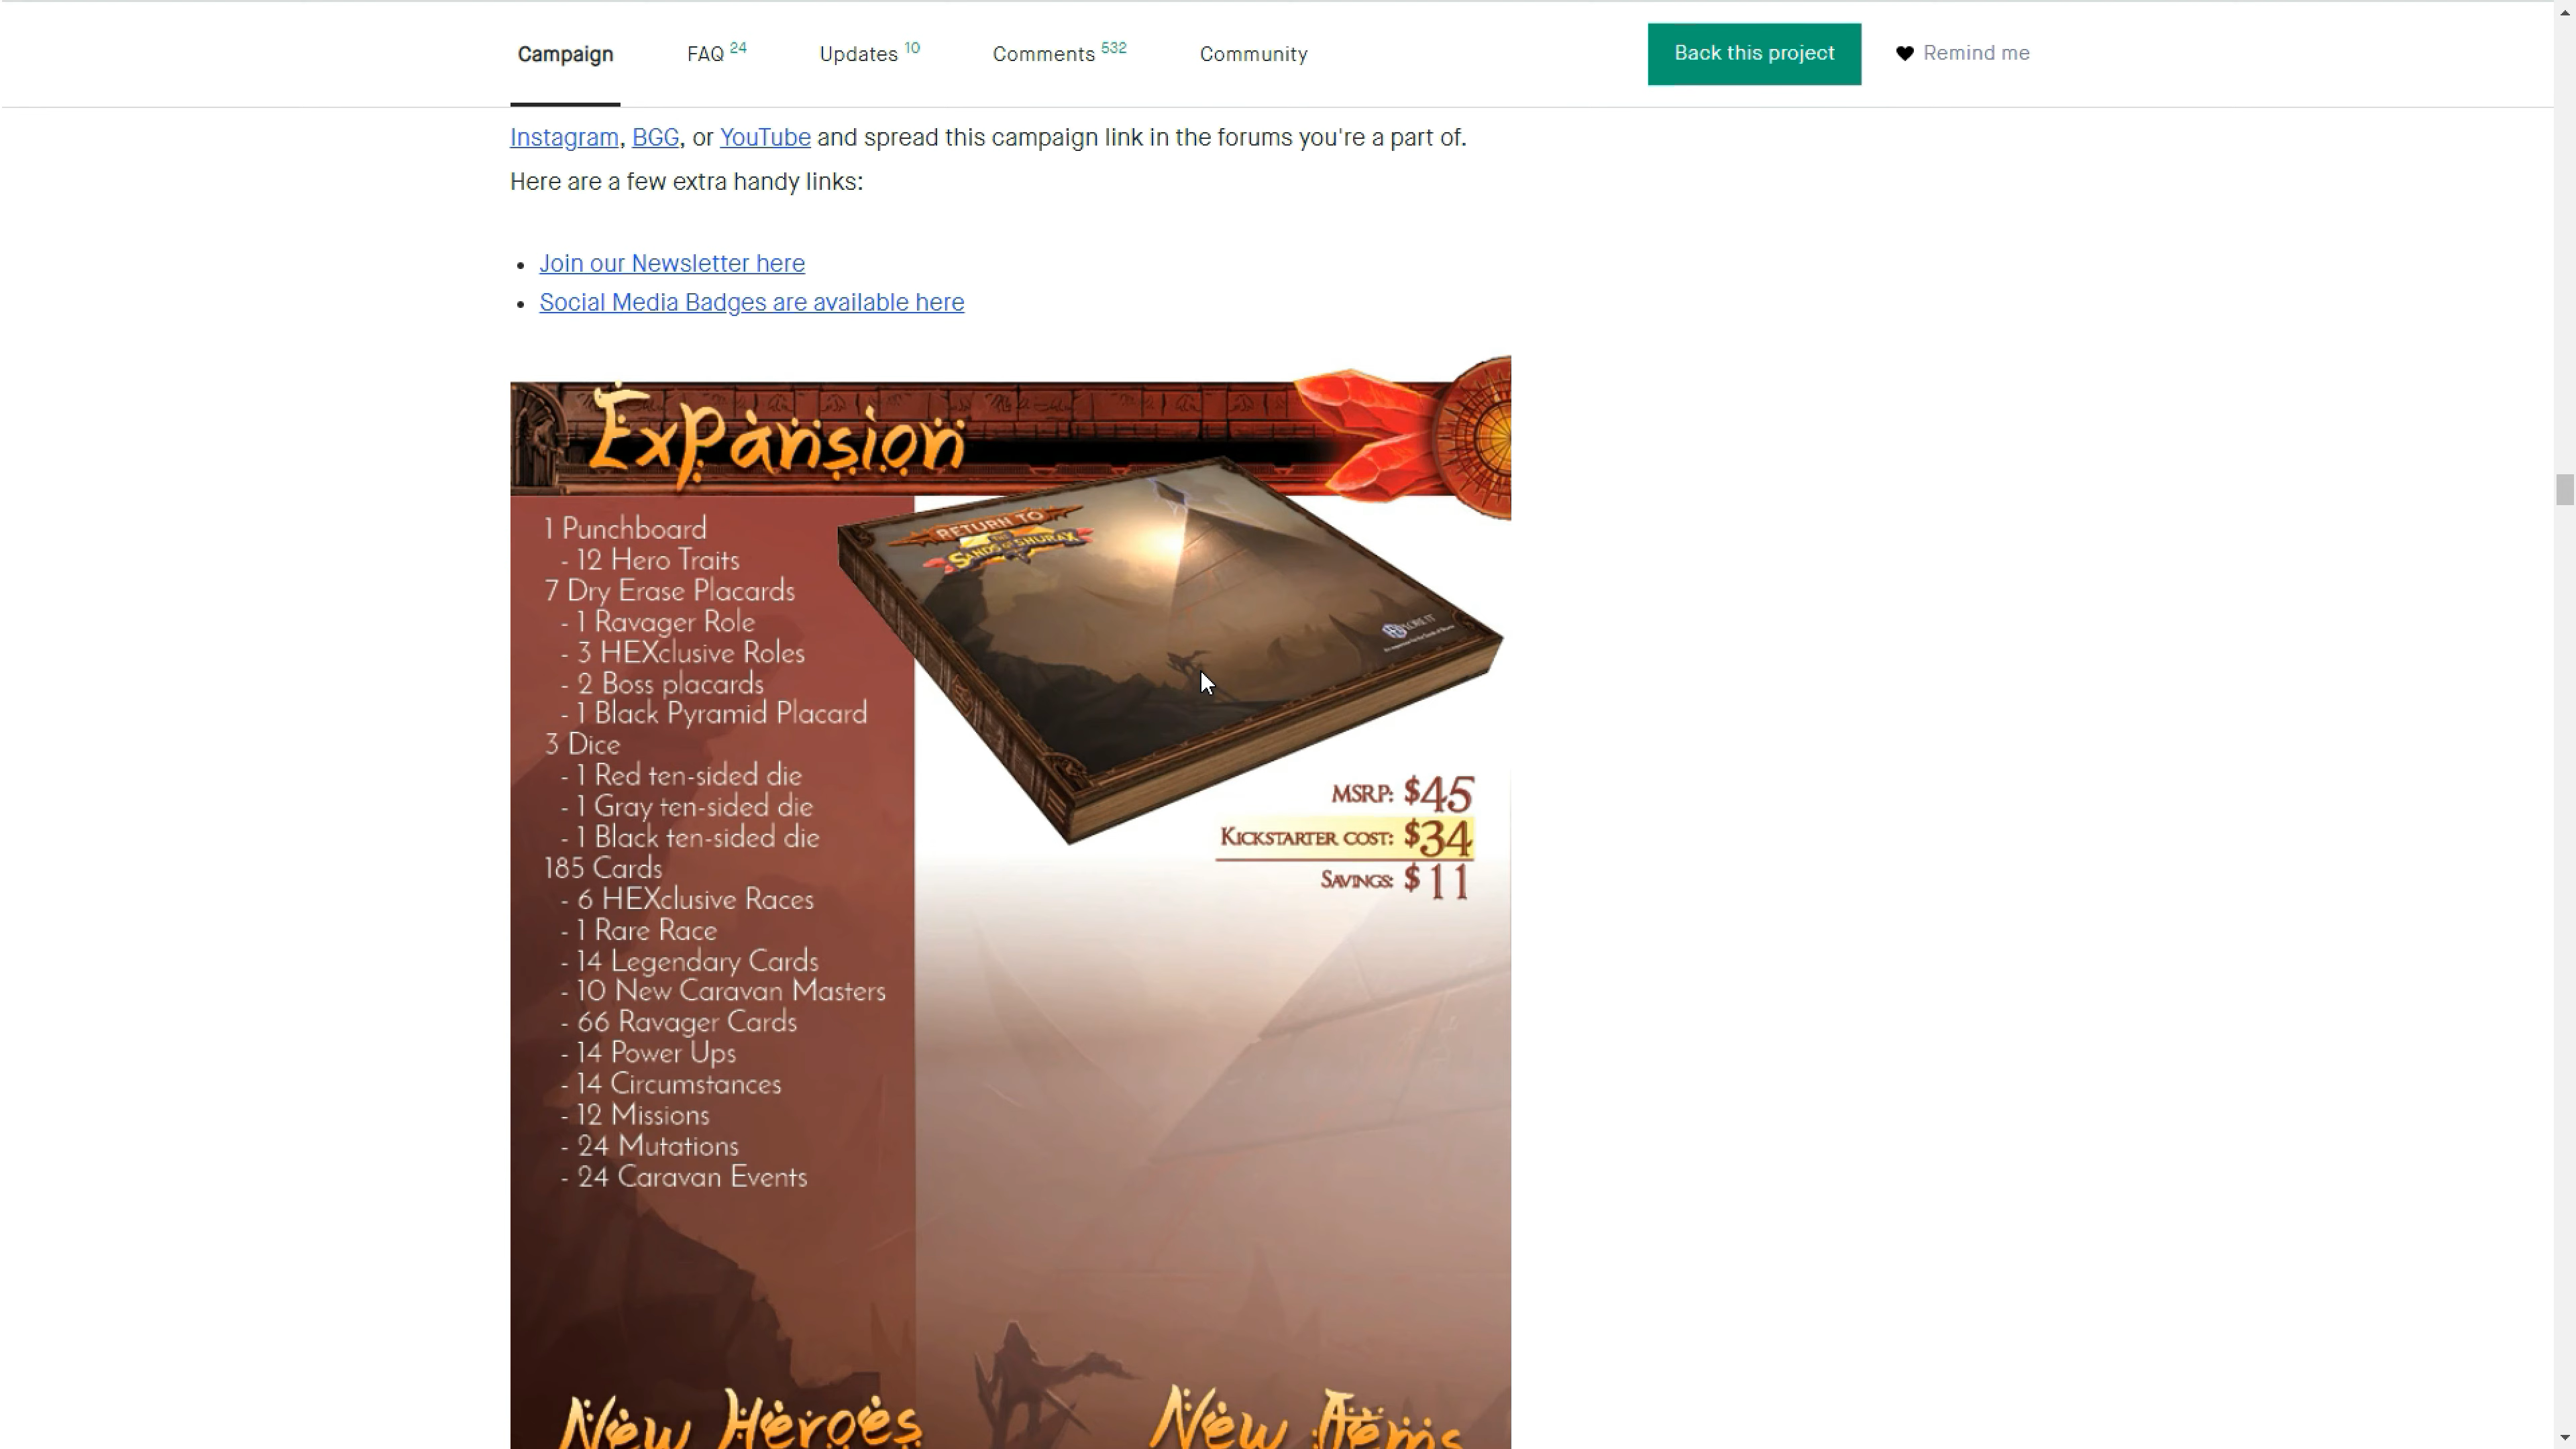 Campaign
FAQ 24
Updates 10
Comments 532
Community
Back this project
Remind me
Instagram, BGG, or YouTube and spread this campaign link in the forums you're a part of.
Here are a few extra handy links:
Join our Newsletter here
Social Media Badges are available here
Expansion
RETURN TO
THE
SANDS OF SHURAX
1 Punchboard
- 12 Hero Traits
7 Dry Erase Placards
- 1 Ravager Role
- 3 HEXclusive Roles
- 2 Boss placards
- 1 Black Pyramid Placard
3 Dice
- 1 Red ten-sided die
- 1 Gray ten-sided die
- 1 Black ten-sided die
185 Cards
- 6 HEXclusive Races
- 1 Rare Race
- 14 Legendary Cards
- 10 New Caravan Masters
- 66 Ravager Cards
- 14 Power Ups
- 14 Circumstances
- 12 Missions
- 24 Mutations
- 24 Caravan Events
MSRP: $45
KICKSTARTER COST: $34
SAVINGS: $11
New Heroes
New Items